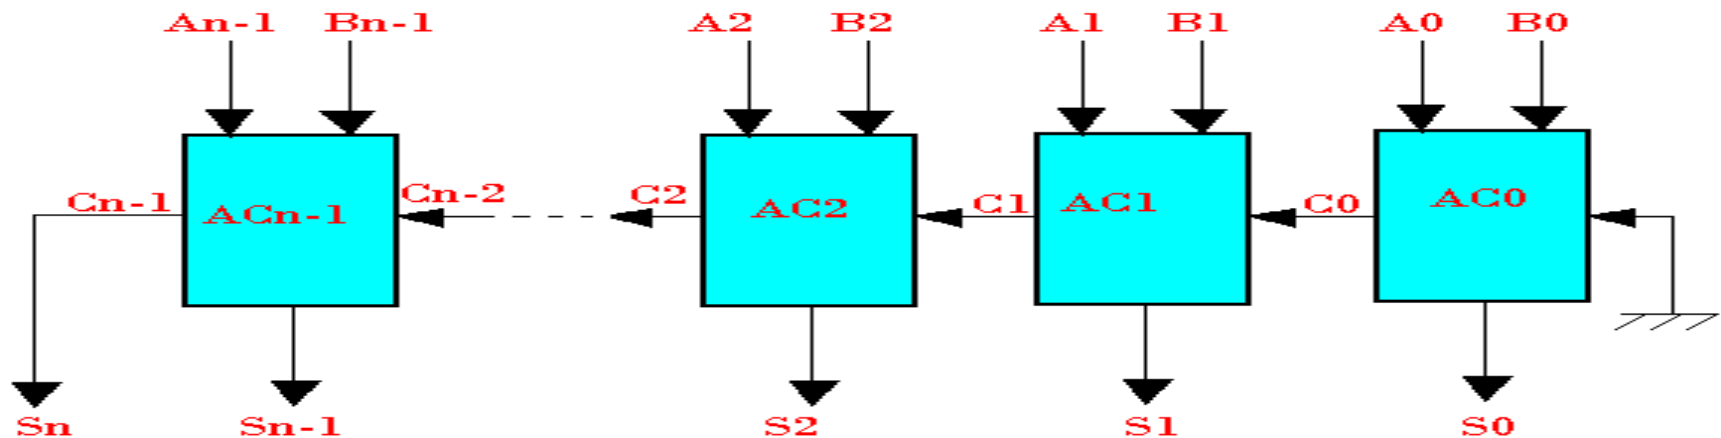 An-1 Bn-1 A2 B2 A1 B1 A0 B0
Cn-1 ACn-1 Cn-2 C2 AC2 C1 AC1 C0 AC0
Sn Sn-1 S2 S1 S0